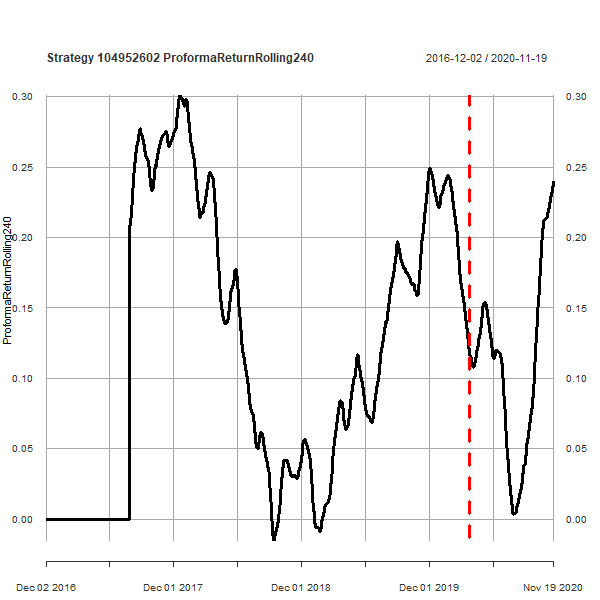 Strategy 104952602 ProformaReturnRolling240
2016-12-02 / 2020-11-19
ProformaReturnRolling240
0.30 0.30
0.25 0.25
0.20 0.20
0.15 0.15
0.10 0.10
0.05 0.05
0.00 0.00
Dec 02 2016 Dec 01 2017 Dec 01 2018 Dec 01 2019 Nov 19 2020